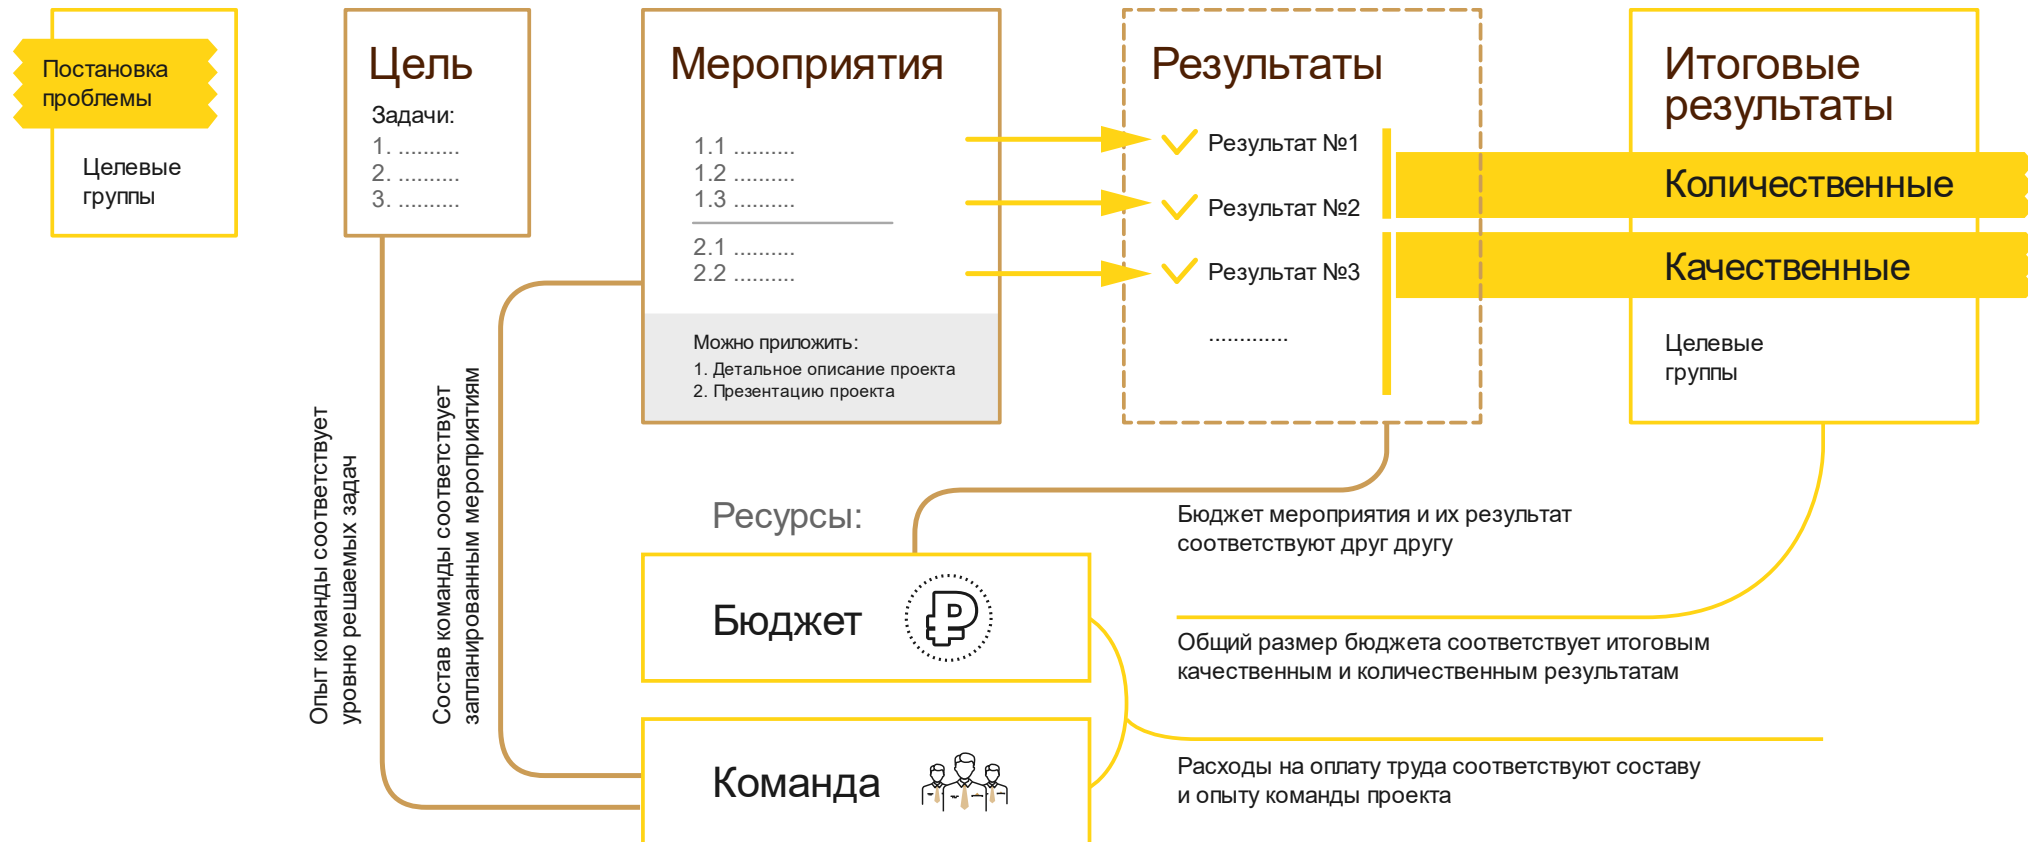 Постановка
проблемы
Целевые
группы
Цель
Задачи:
1. ..........
2. ..........
3. ..........
Мероприятия
1.1 ..........
1.2 ..........
1.3 ..........
2.1 ..........
2.2 ..........
Можно приложить:
1. Детальное описание проекта
2. Презентацию проекта
Результаты
Результат №1
Результат №2
Результат №3
.............
Итоговые
результаты
Количественные
Качественные
Целевые
группы
Опыт команды соответствует
уровню решаемых задач
Состав команды соответствует
запланированным мероприятиям
Ресурсы:
Бюджет
Команда
Бюджет мероприятия и их результат
соответствуют друг другу
Общий размер бюджета соответствует итоговым
качественным и количественным результатам
Расходы на оплату труда соответствуют составу
и опыту команды проекта